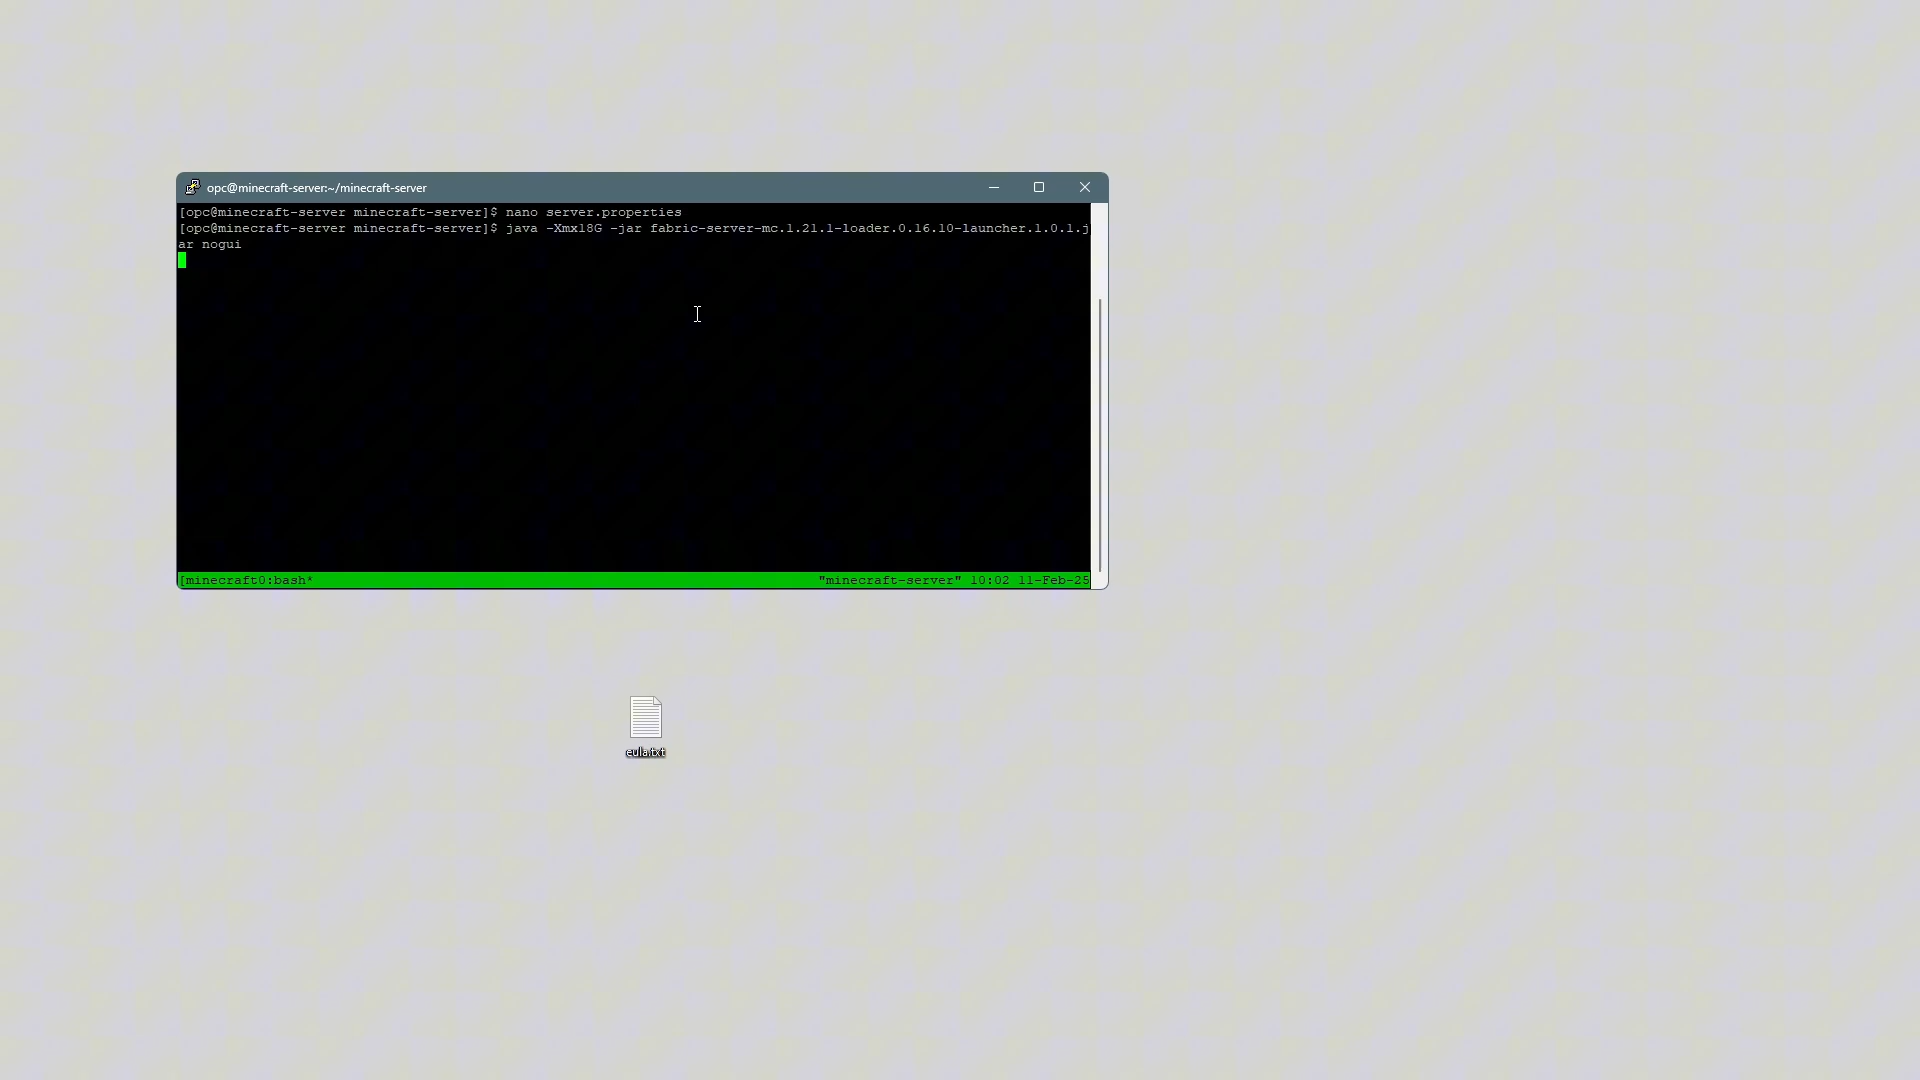 opc@minecraft-server:~/minecraft-server
[opc@minecraft-server minecraft-server]$ nano server.properties
[opc@minecraft-server minecraft-server]$ java -Xmx18G -jar fabric-server-mc.1.21.1-loader.0.16.10-launcher.1.0.1.j
ar nogui
[minecraft0:bash* "minecraft-server" 10:02 11-Feb-25
eula.txt